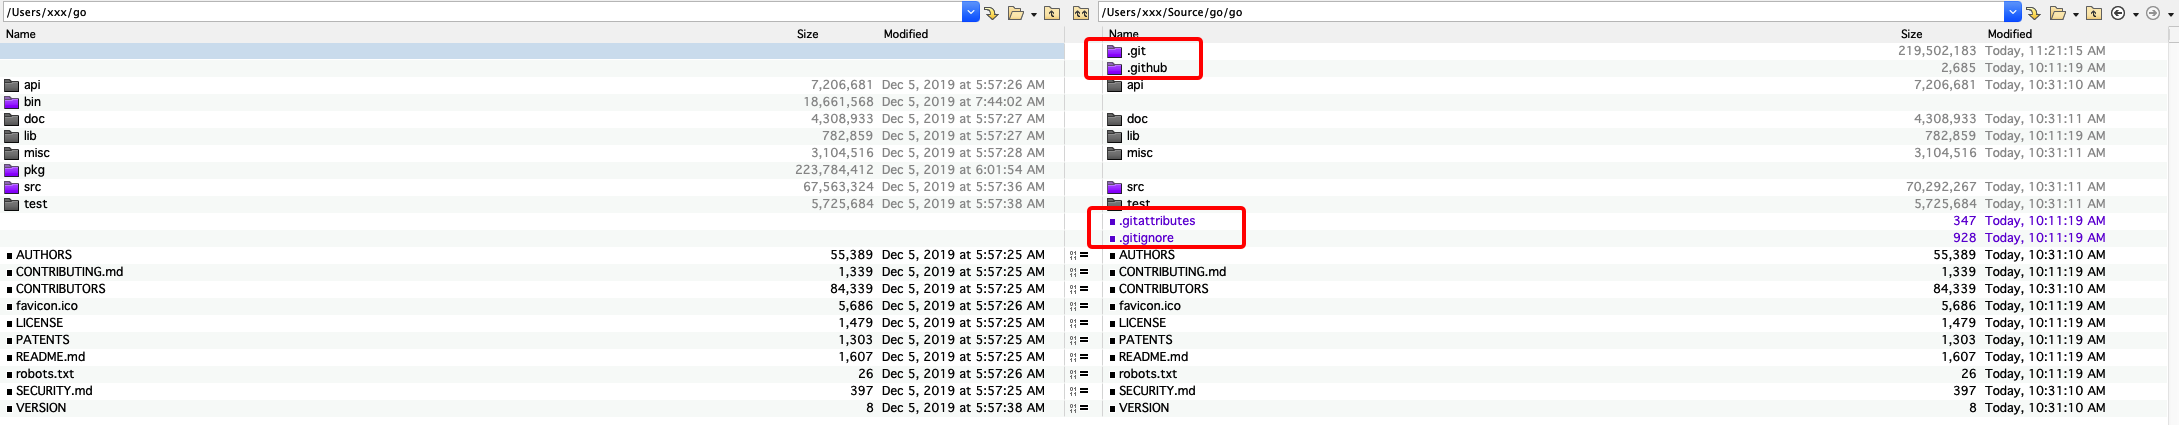 /Users/xxx/go /Users/xxx/Source/go/go
Name Size Modified Name Size Modified
.git 219,502,183 Today, 11:21:15 AM
.github 2,685 Today, 10:11:19 AM
api 7,206,681 Dec 5, 2019 at 5:57:26 AM api 7,206,681 Today, 10:31:10 AM
bin 18,661,568 Dec 5, 2019 at 7:44:02 AM
doc 4,308,933 Dec 5, 2019 at 5:57:27 AM doc 4,308,933 Today, 10:31:11 AM
lib 782,859 Dec 5, 2019 at 5:57:27 AM lib 782,859 Today, 10:11:19 AM
misc 3,104,516 Dec 5, 2019 at 5:57:28 AM misc 3,104,516 Today, 10:31:11 AM
pkg 223,784,412 Dec 5, 2019 at 6:01:54 AM
src 67,563,324 Dec 5, 2019 at 5:57:36 AM src 70,292,267 Today, 10:31:11 AM
test 5,725,684 Dec 5, 2019 at 5:57:38 AM test 5,725,684 Today, 10:31:11 AM
.gitattributes 347 Today, 10:11:19 AM
.gitignore 928 Today, 10:11:19 AM
AUTHORS 55,389 Dec 5, 2019 at 5:57:25 AM = AUTHORS 55,389 Today, 10:31:10 AM
CONTRIBUTING.md 1,339 Dec 5, 2019 at 5:57:25 AM = CONTRIBUTING.md 1,339 Today, 10:11:19 AM
CONTRIBUTORS 84,339 Dec 5, 2019 at 5:57:25 AM = CONTRIBUTORS 84,339 Today, 10:31:10 AM
favicon.ico 5,686 Dec 5, 2019 at 5:57:26 AM = favicon.ico 5,686 Today, 10:11:19 AM
LICENSE 1,479 Dec 5, 2019 at 5:57:25 AM = LICENSE 1,479 Today, 10:11:19 AM
PATENTS 1,303 Dec 5, 2019 at 5:57:25 AM = PATENTS 1,303 Today, 10:11:19 AM
README.md 1,607 Dec 5, 2019 at 5:57:25 AM = README.md 1,607 Today, 10:11:19 AM
robots.txt 26 Dec 5, 2019 at 5:57:26 AM = robots.txt 26 Today, 10:11:19 AM
SECURITY.md 397 Dec 5, 2019 at 5:57:25 AM = SECURITY.md 397 Today, 10:31:10 AM
VERSION 8 Dec 5, 2019 at 5:57:38 AM = VERSION 8 Today, 10:31:10 AM